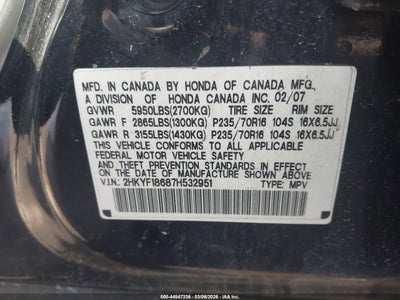 MFD. IN CANADA BY HONDA OF CANADA MFG.,
A DIVISION OF HONDA CANADA INC. 02/07
GVWR 5950LBS(2700KG) TIRE SIZE RIM SIZE
GAWR F 2865LBS(1300KG) P235/70R16 104S 16X6.5JJ
GAWR R 3155LBS(1430KG) P235/70R16 104S 16X6.5JJ
THIS VEHICLE CONFORMS TO ALL APPLICABLE
FEDERAL MOTOR VEHICLE SAFETY, BUMPER,
AND THEFT PREVENTION STANDARDS IN EFFECT ON
THE DATE OF MANUFACTURE SHOWN ABOVE.
V.I.N.: 2HKYF18687H532951 TYPE: MPV
000-44547336 - 03/06/2026 - IAA, Inc.